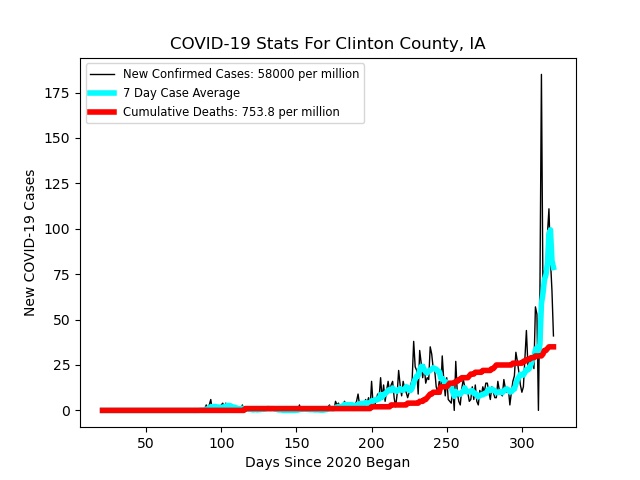 COVID-19 Stats For Clinton County, IA
New Confirmed Cases: 58000 per million
7 Day Case Average
Cumulative Deaths: 753.8 per million
New COVID-19 Cases
175
150
125
100
75
50
25
0
50 100 150 200 250 300
Days Since 2020 Began